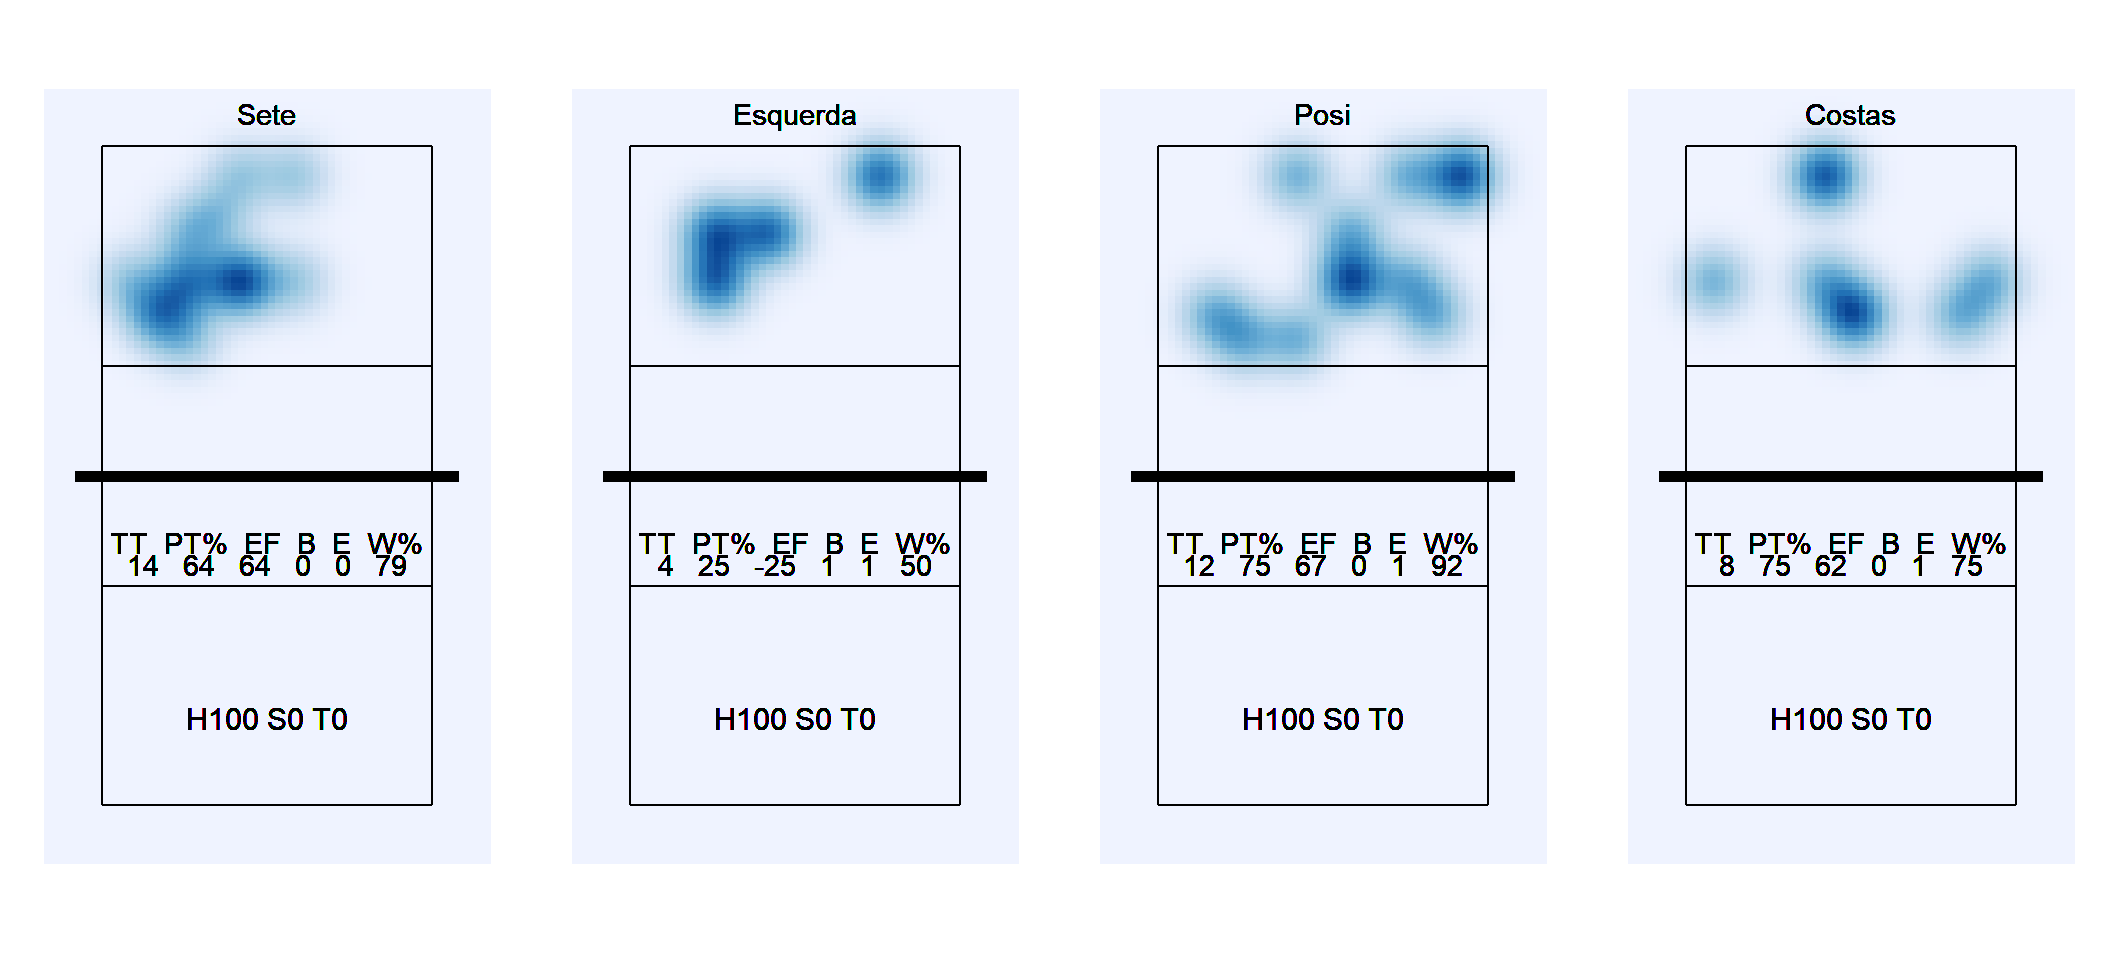 Sete
TT PT% EF B E W%
14 64 64 0 0 79
H100 S0 T0
Esquerda
TT PT% EF B E W%
4 25 -25 1 1 50
H100 S0 T0
Posi
TT PT% EF B E W%
12 75 67 0 1 92
H100 S0 T0
Costas
TT PT% EF B E W%
8 75 62 0 1 75
H100 S0 T0